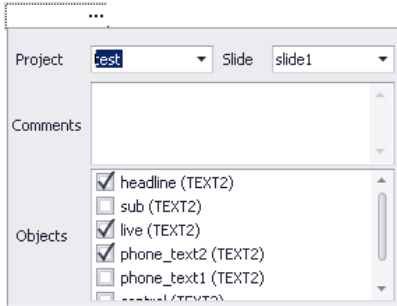 ...
Project test Slide slide1
Comments
Objects
headline (TEXT2)
sub (TEXT2)
live (TEXT2)
phone_text2 (TEXT2)
phone_text1 (TEXT2)